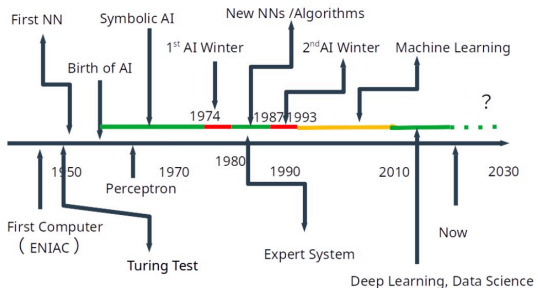 First NN
Symbolic AI
New NNs /Algorithms
1st AI Winter
2nd AI Winter
Machine Learning
Birth of AI
1974
1987
1993
?
1950
1970
1980
1990
2010
2030
Perceptron
First Computer
( ENIAC )
Turing Test
Expert System
Now
Deep Learning, Data Science